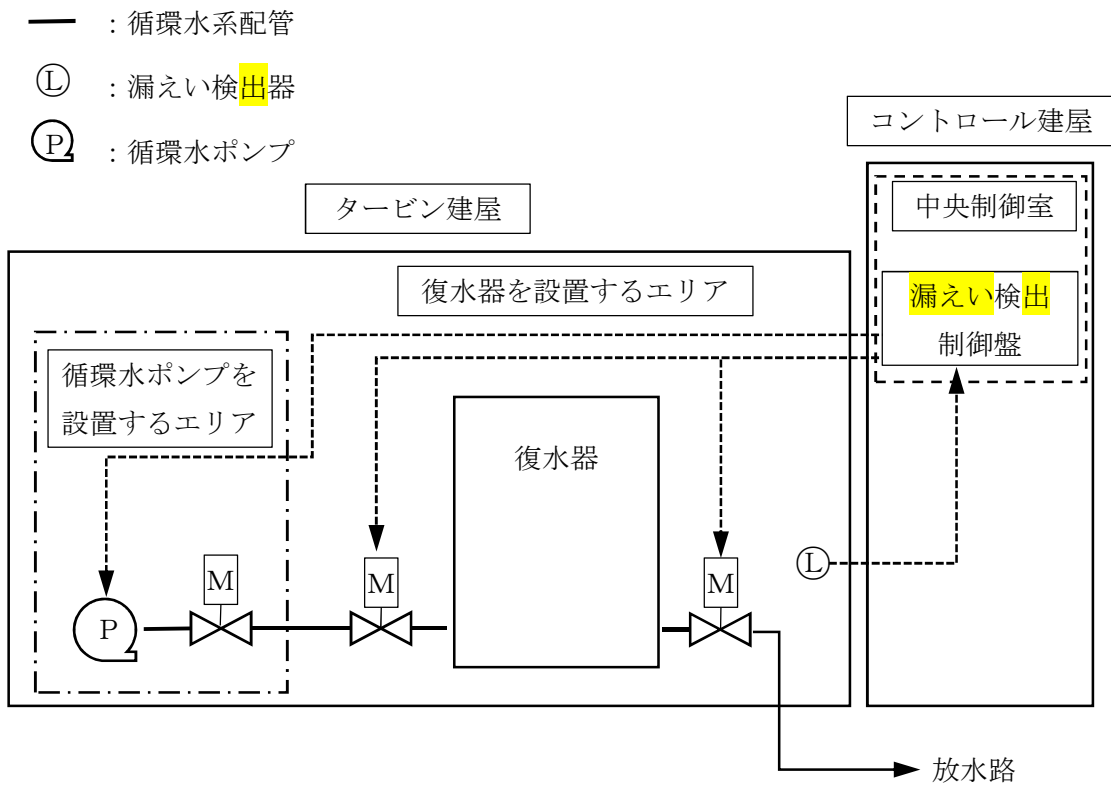 ：循環水系配管
L ：漏えい検出器
P ：循環水ポンプ
コントロール建屋
タービン建屋
中央制御室
復水器を設置するエリア
漏えい検出
制御盤
循環水ポンプを
設置するエリア
復水器
M
M
M
L
P
放水路